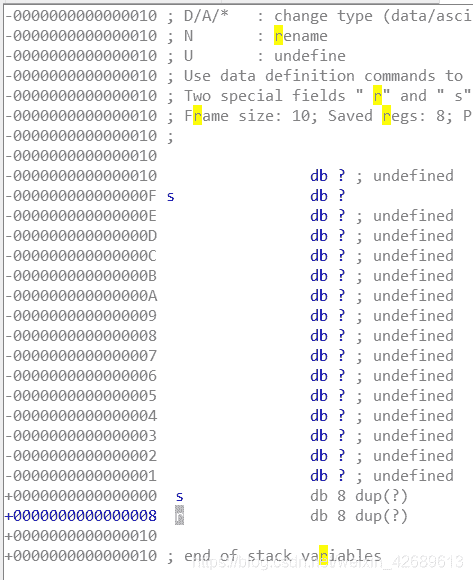 -0000000000000010 ; D/A/*   : change type (data/asci
-0000000000000010 ; N       : rename
-0000000000000010 ; U       : undefine
-0000000000000010 ; Use data definition commands to
-0000000000000010 ; Two special fields " r" and " s"
-0000000000000010 ; Frame size: 10; Saved regs: 8; P
-0000000000000010 ;
-0000000000000010
-0000000000000010                 db ? ; undefined
-000000000000000F s               db ?
-000000000000000E                 db ? ; undefined
-000000000000000D                 db ? ; undefined
-000000000000000C                 db ? ; undefined
-000000000000000B                 db ? ; undefined
-000000000000000A                 db ? ; undefined
-0000000000000009                 db ? ; undefined
-0000000000000008                 db ? ; undefined
-0000000000000007                 db ? ; undefined
-0000000000000006                 db ? ; undefined
-0000000000000005                 db ? ; undefined
-0000000000000004                 db ? ; undefined
-0000000000000003                 db ? ; undefined
-0000000000000002                 db ? ; undefined
-0000000000000001                 db ? ; undefined
+0000000000000000  s              db 8 dup(?)
+0000000000000008  r              db 8 dup(?)
+0000000000000010
+0000000000000010 ; end of stack variables
https://blog.csdn.net/weixin_42689613